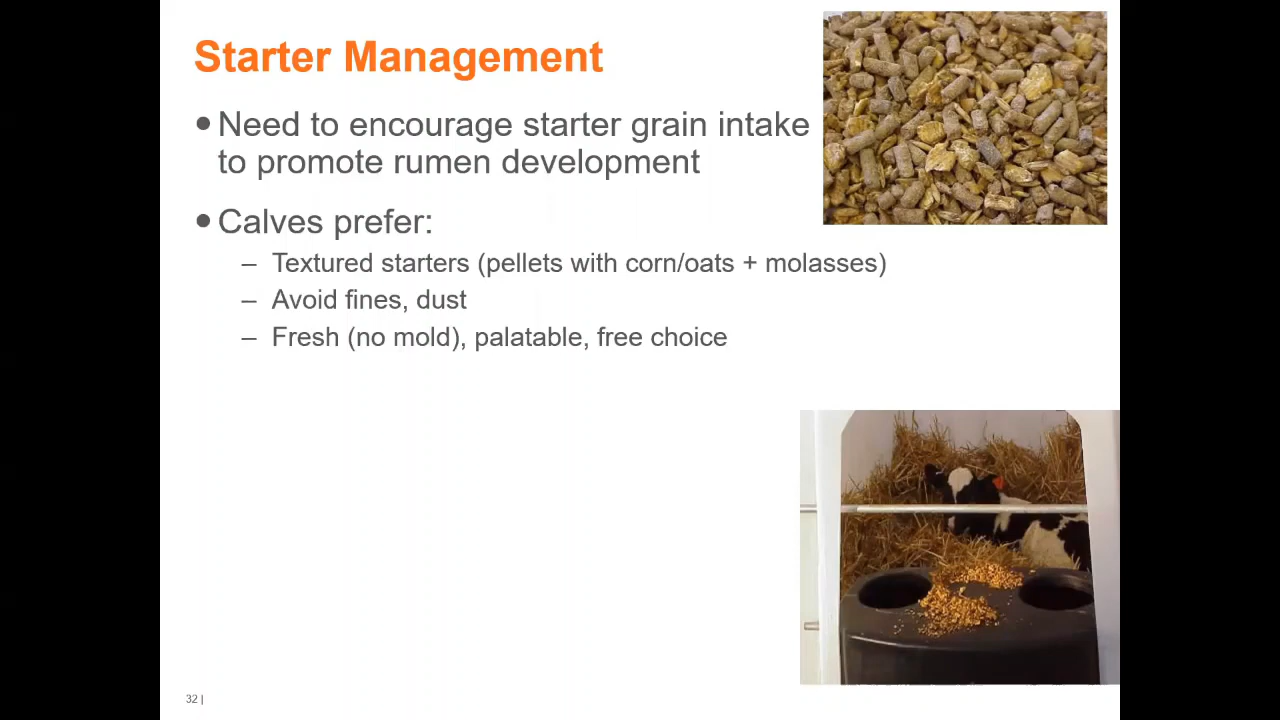 Starter Management
● Need to encourage starter grain intake
to promote rumen development
● Calves prefer:
– Textured starters (pellets with corn/oats + molasses)
– Avoid fines, dust
– Fresh (no mold), palatable, free choice
32 |